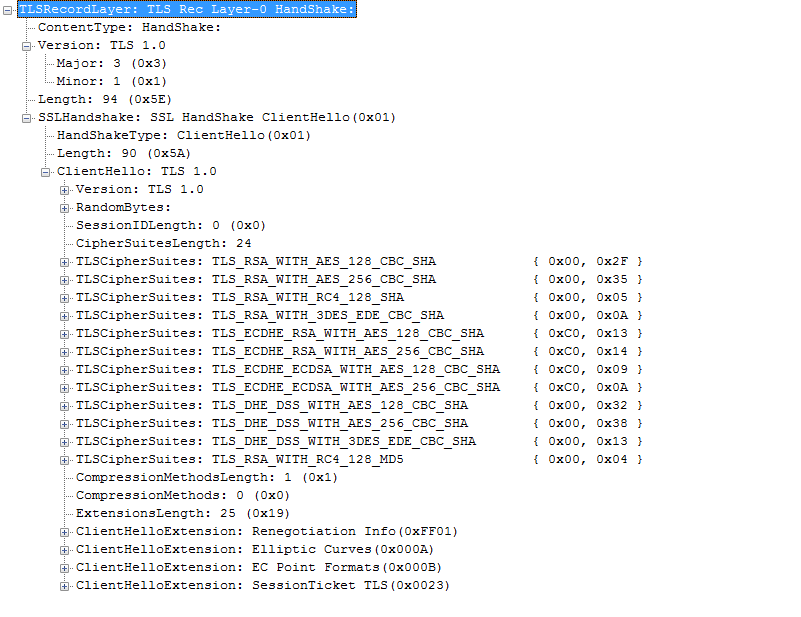 TLSRecordLayer: TLS Rec Layer-0 HandShake:
ContentType: HandShake:
Version: TLS 1.0
Major: 3 (0x3)
Minor: 1 (0x1)
Length: 94 (0x5E)
SSLHandshake: SSL HandShake ClientHello(0x01)
HandShakeType: ClientHello(0x01)
Length: 90 (0x5A)
ClientHello: TLS 1.0
Version: TLS 1.0
RandomBytes:
SessionIDLength: 0 (0x0)
CipherSuitesLength: 24
TLSCipherSuites: TLS_RSA_WITH_AES_128_CBC_SHA { 0x00, 0x2F }
TLSCipherSuites: TLS_RSA_WITH_AES_256_CBC_SHA { 0x00, 0x35 }
TLSCipherSuites: TLS_RSA_WITH_RC4_128_SHA { 0x00, 0x05 }
TLSCipherSuites: TLS_RSA_WITH_3DES_EDE_CBC_SHA { 0x00, 0x0A }
TLSCipherSuites: TLS_ECDHE_RSA_WITH_AES_128_CBC_SHA { 0xC0, 0x13 }
TLSCipherSuites: TLS_ECDHE_RSA_WITH_AES_256_CBC_SHA { 0xC0, 0x14 }
TLSCipherSuites: TLS_ECDHE_ECDSA_WITH_AES_128_CBC_SHA { 0xC0, 0x09 }
TLSCipherSuites: TLS_ECDHE_ECDSA_WITH_AES_256_CBC_SHA { 0xC0, 0x0A }
TLSCipherSuites: TLS_DHE_DSS_WITH_AES_128_CBC_SHA { 0x00, 0x32 }
TLSCipherSuites: TLS_DHE_DSS_WITH_AES_256_CBC_SHA { 0x00, 0x38 }
TLSCipherSuites: TLS_DHE_DSS_WITH_3DES_EDE_CBC_SHA { 0x00, 0x13 }
TLSCipherSuites: TLS_RSA_WITH_RC4_128_MD5 { 0x00, 0x04 }
CompressionMethodsLength: 1 (0x1)
CompressionMethods: 0 (0x0)
ExtensionsLength: 25 (0x19)
ClientHelloExtension: Renegotiation Info(0xFF01)
ClientHelloExtension: Elliptic Curves(0x000A)
ClientHelloExtension: EC Point Formats(0x000B)
ClientHelloExtension: SessionTicket TLS(0x0023)